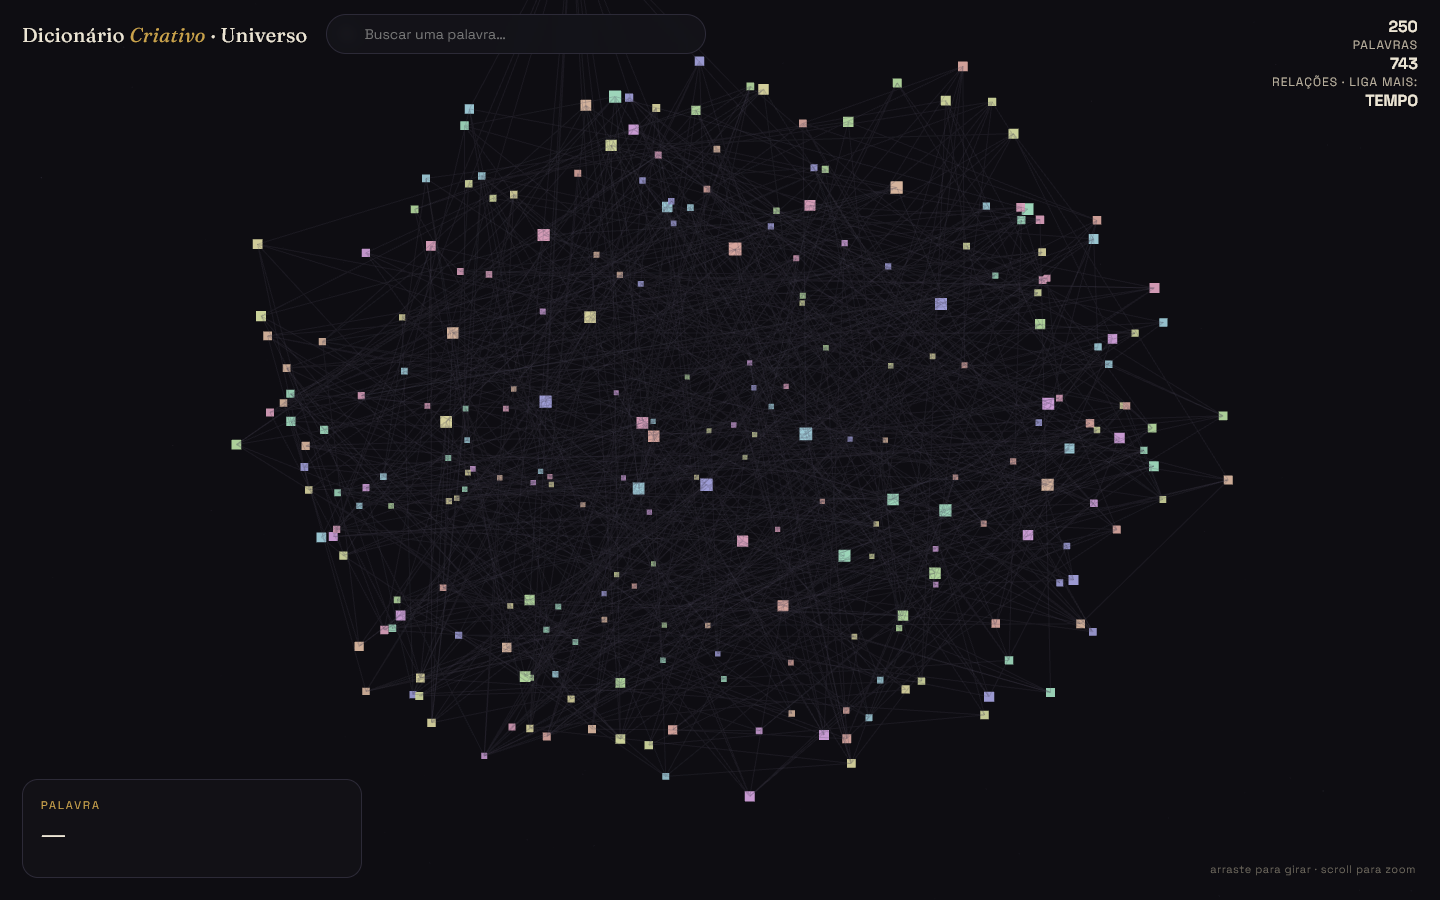 Dicionário Criativo · Universo
Buscar uma palavra...
250
PALAVRAS
743
RELAÇÕES · LIGA MAIS:
TEMPO
PALAVRA
—
arraste para girar · scroll para zoom